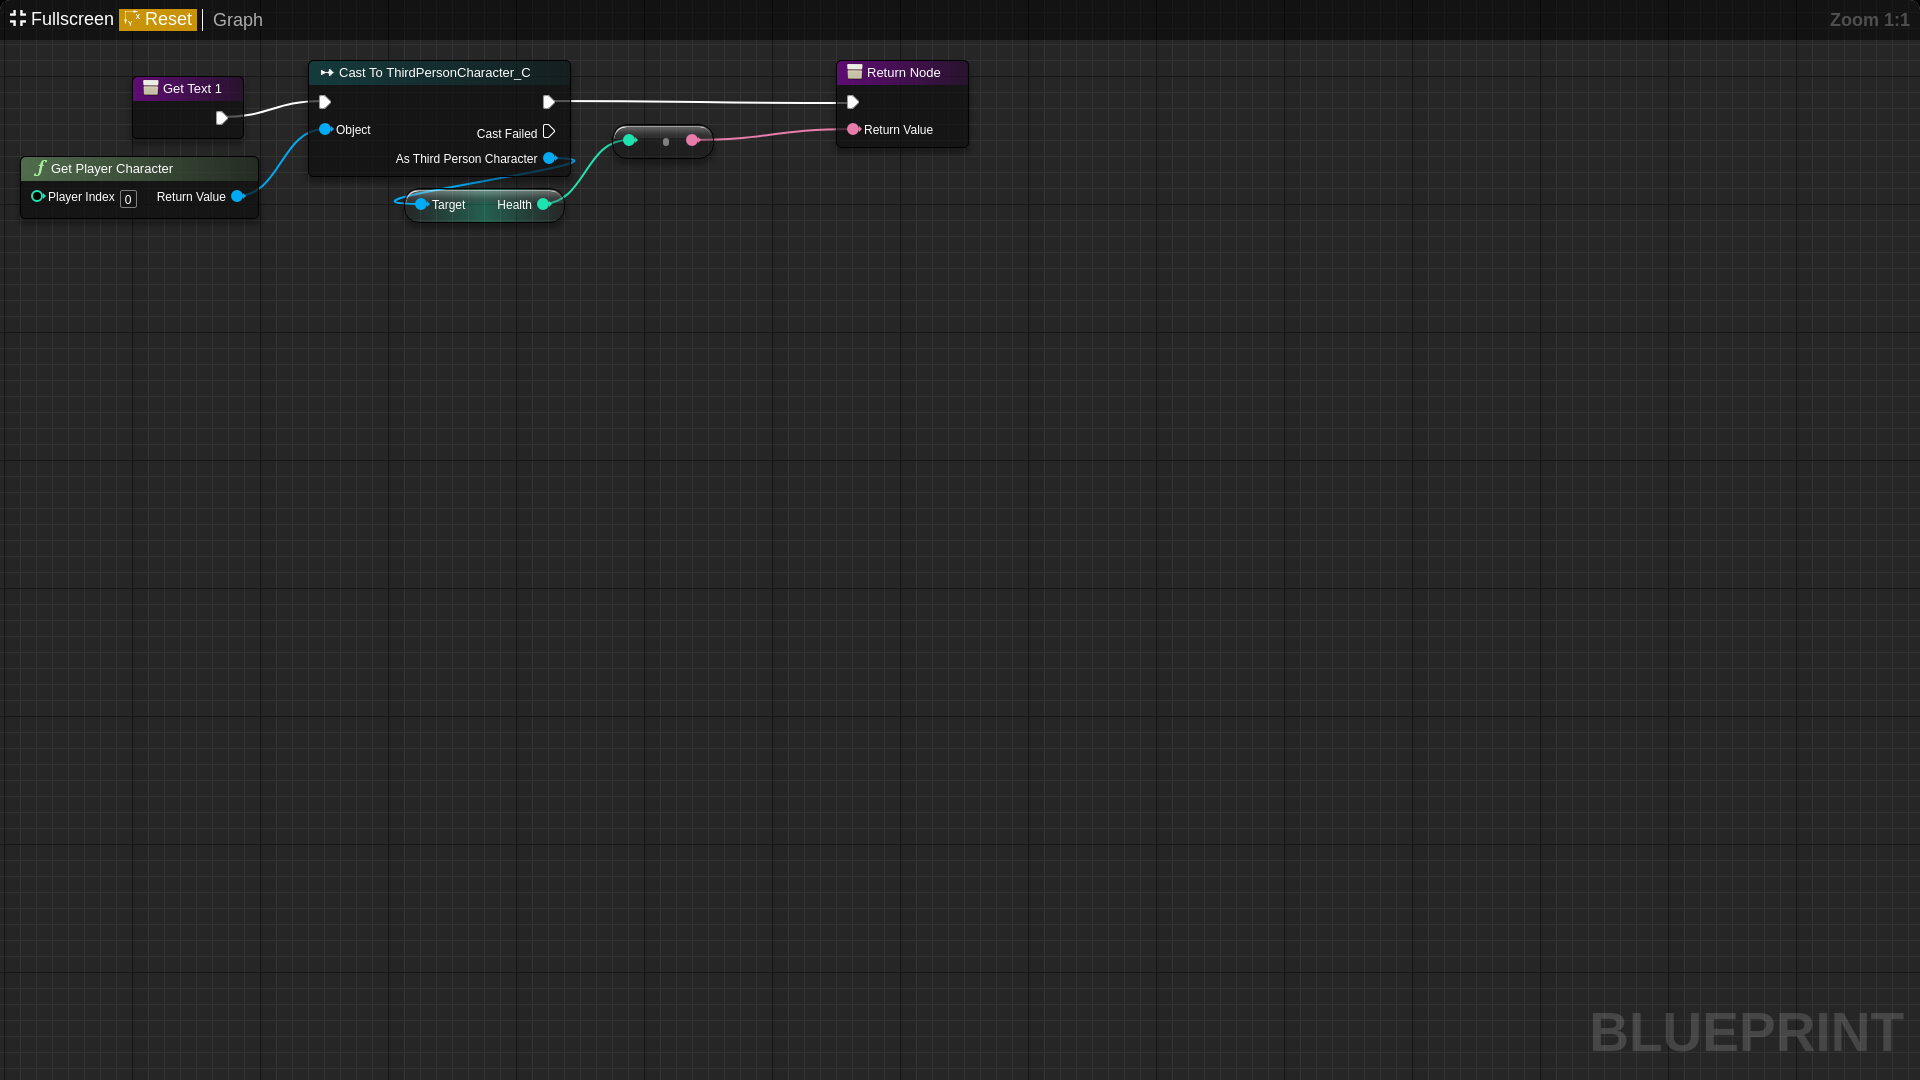 Fullscreen Reset Graph Zoom 1:1
Get Text 1
Cast To ThirdPersonCharacter_C
Object
Cast Failed
As Third Person Character
Return Node
Return Value
Get Player Character
Player Index 0 Return Value
Target Health
BLUEPRINT